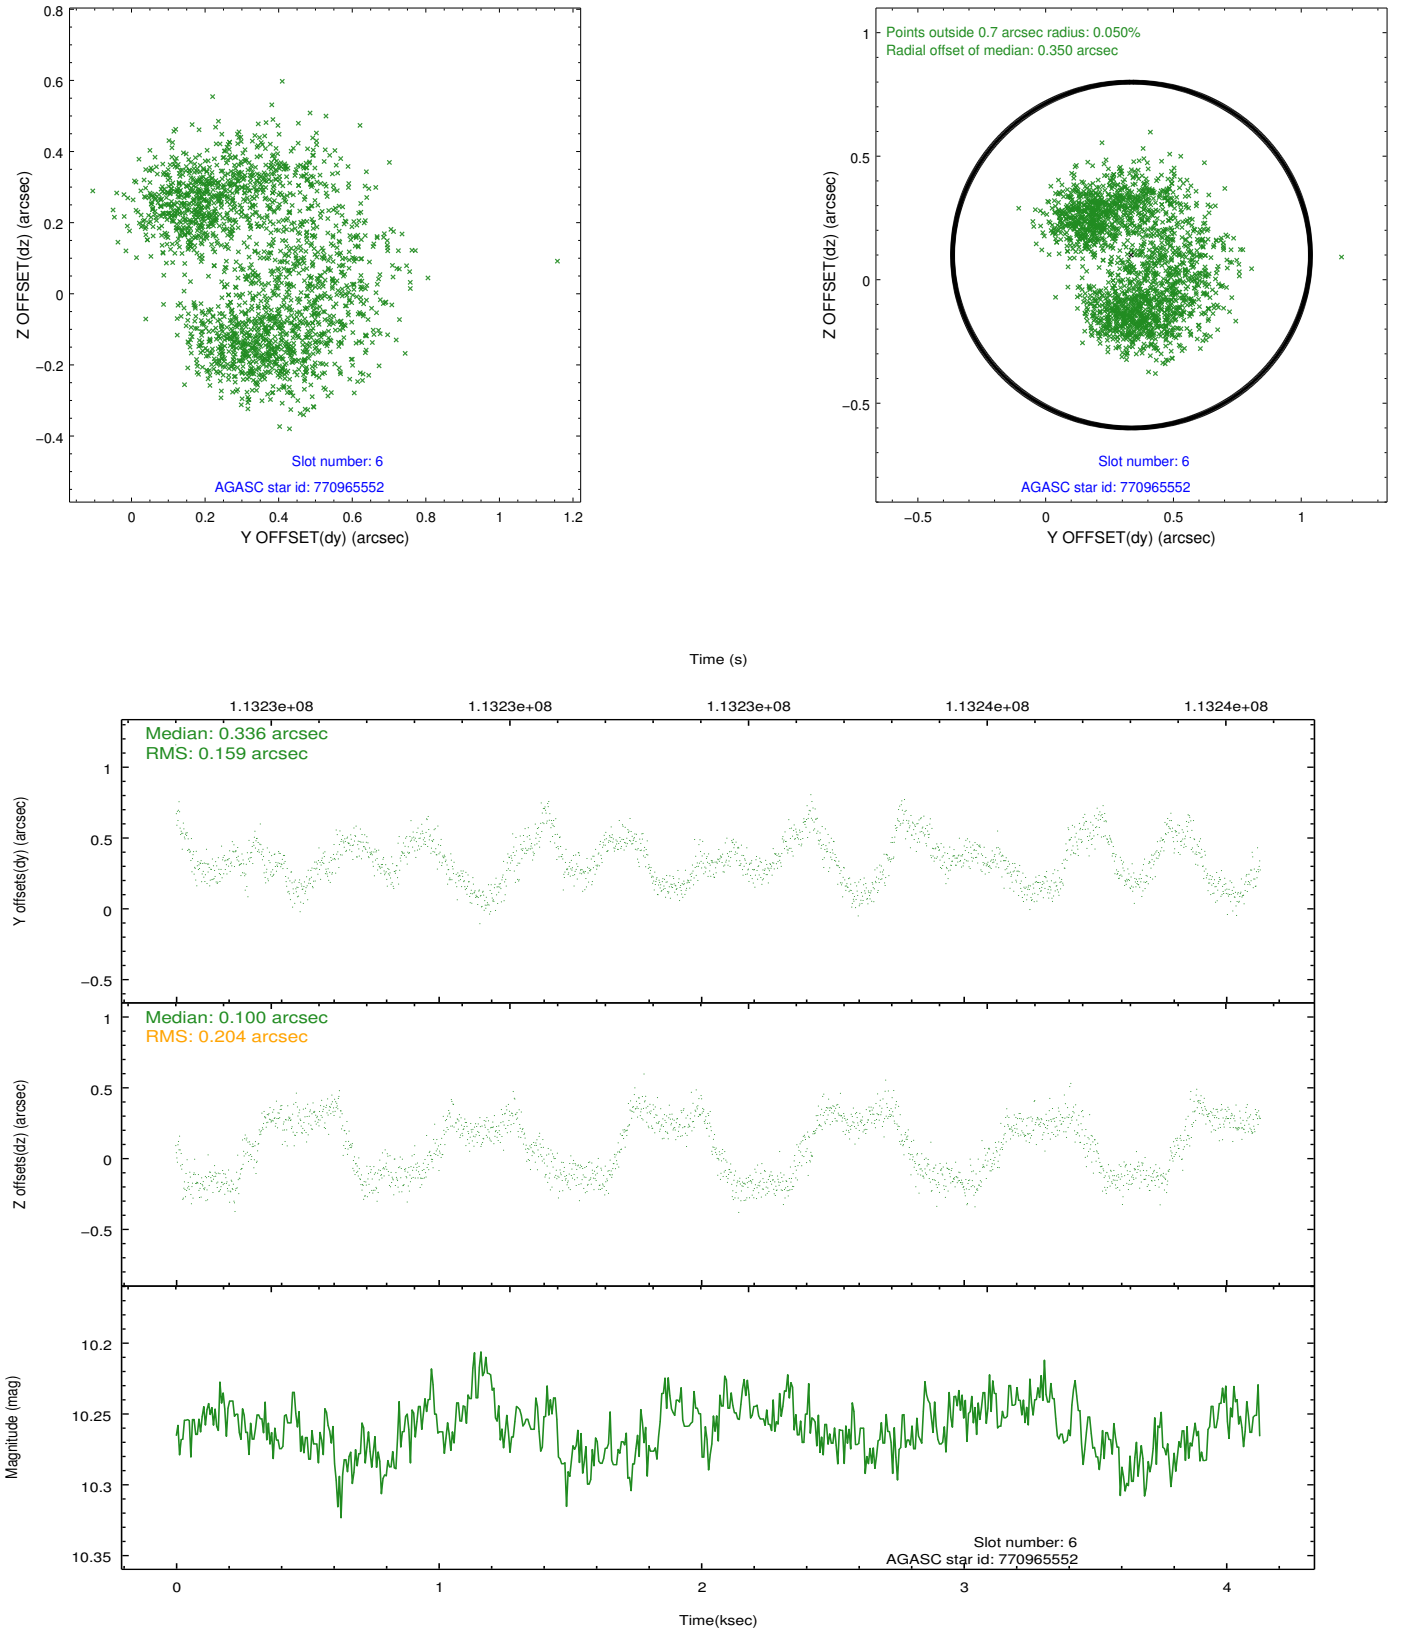 0.8
0.6
0.4
0.2
0
−0.2
−0.4
Z OFFSET(dz) (arcsec)
Slot number: 6
AGASC star id: 770965552
0 0.2 0.4 0.6 0.8 1 1.2
Y OFFSET(dy) (arcsec)
Points outside 0.7 arcsec radius: 0.050%
Radial offset of median: 0.350 arcsec
1
0.5
0
−0.5
Z OFFSET(dz) (arcsec)
Slot number: 6
AGASC star id: 770965552
−0.5 0 0.5 1
Y OFFSET(dy) (arcsec)
Time (s)
1.1323e+08 1.1323e+08 1.1323e+08 1.1324e+08 1.1324e+08
Median: 0.336 arcsec
RMS: 0.159 arcsec
1
0.5
0
−0.5
Y offsets(dy) (arcsec)
Median: 0.100 arcsec
RMS: 0.204 arcsec
1
0.5
0
−0.5
Z offsets(dz) (arcsec)
10.2
10.25
10.3
10.35
Magnitude (mag)
Slot number: 6
AGASC star id: 770965552
0 1 2 3 4
Time(ksec)